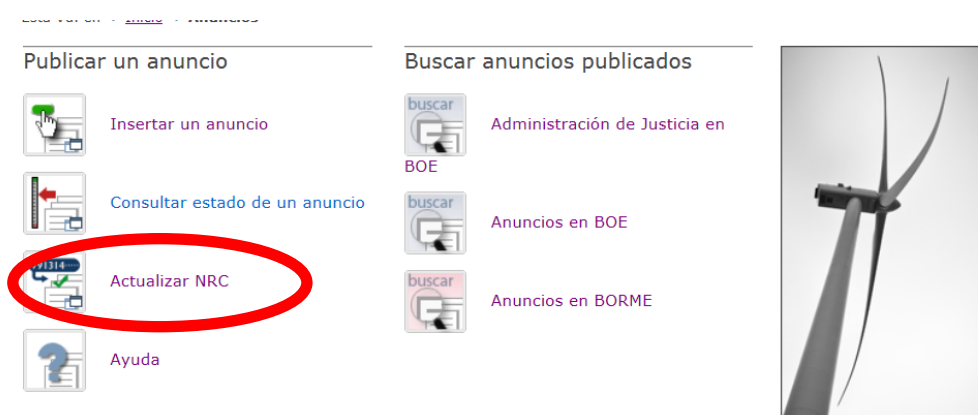 Publicar un anuncio
Insertar un anuncio
Consultar estado de un anuncio
91314
Actualizar NRC
Ayuda
Buscar anuncios publicados
buscar
Administración de Justicia en
BOE
buscar
Anuncios en BOE
buscar
Anuncios en BORME